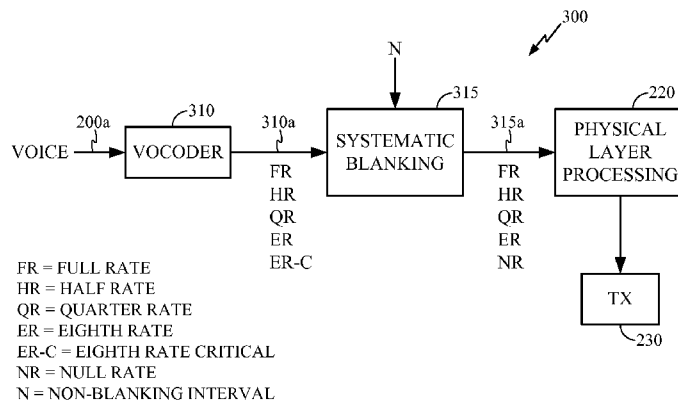 300
N
310
315
220
200a
310a
315a
VOICE
VOCODER
SYSTEMATIC
BLANKING
PHYSICAL
LAYER
PROCESSING
FR
HR
QR
ER
ER-C
FR
HR
QR
ER
NR
TX
230
FR = FULL RATE
HR = HALF RATE
QR = QUARTER RATE
ER = EIGHTH RATE
ER-C = EIGHTH RATE CRITICAL
NR = NULL RATE
N = NON-BLANKING INTERVAL